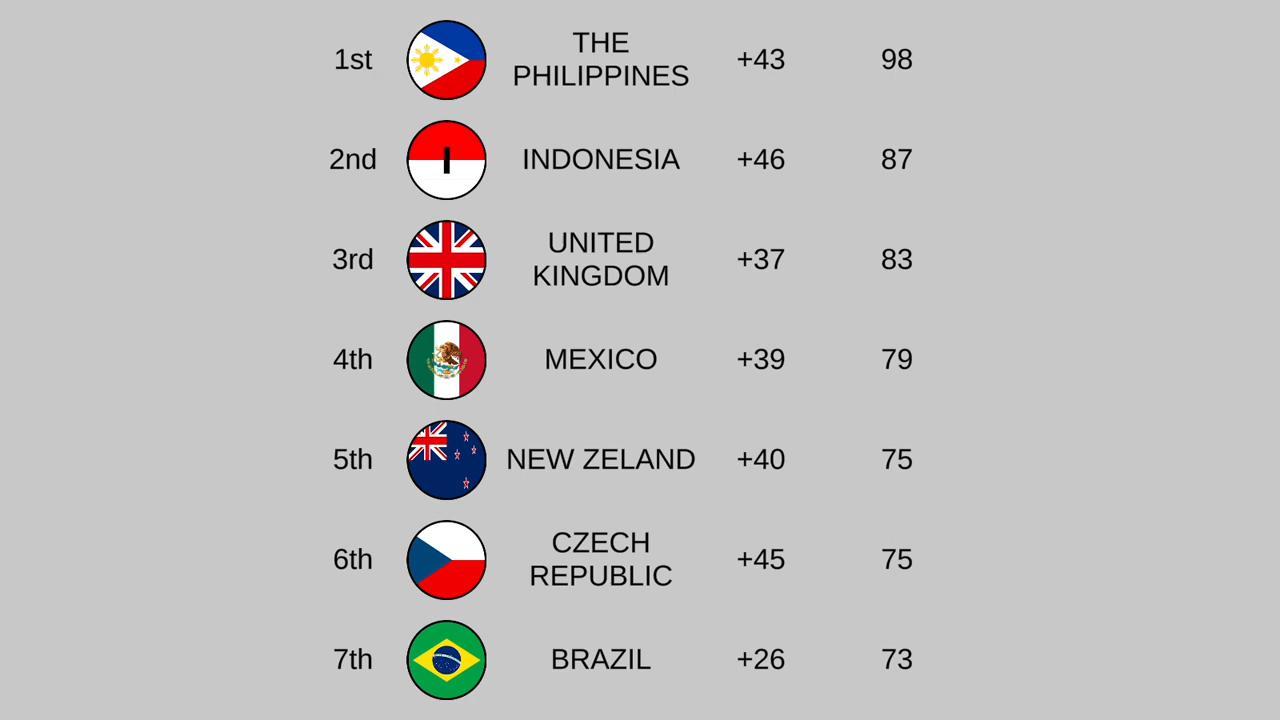 1st THE PHILIPPINES +43 98
2nd I INDONESIA +46 87
3rd UNITED KINGDOM +37 83
4th MEXICO +39 79
5th NEW ZELAND +40 75
6th CZECH REPUBLIC +45 75
7th BRAZIL +26 73